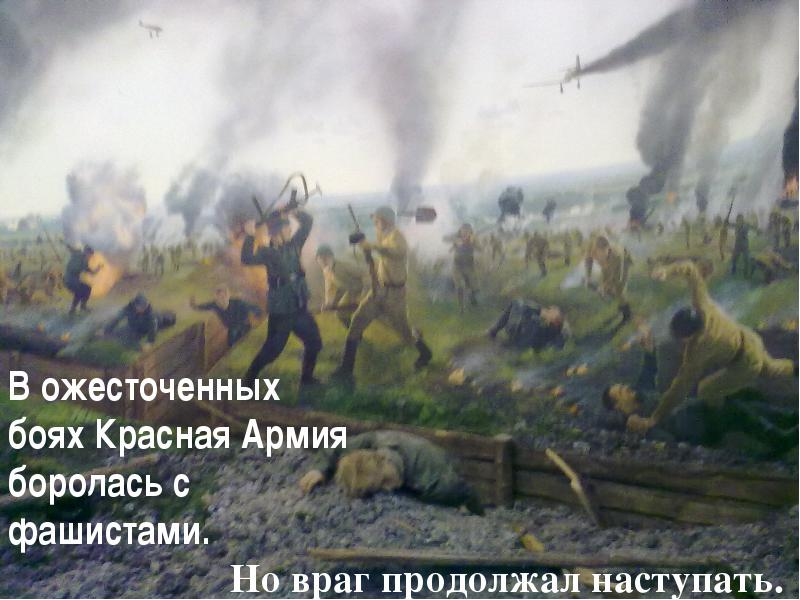 В ожесточенных
боях Красная Армия
боролась с
фашистами.
Но враг продолжал наступать.